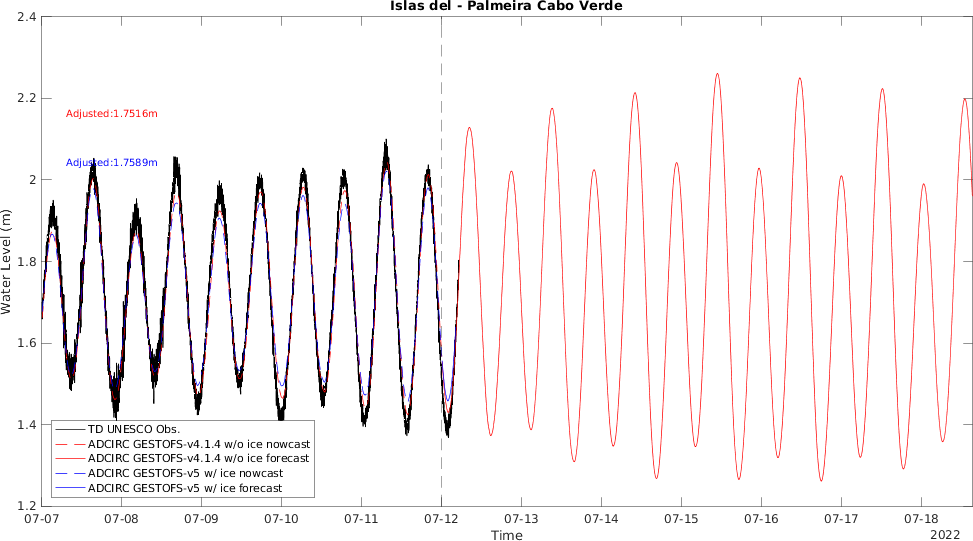 Islas del - Palmeira Cabo Verde
2.4
2.2
2
1.8
1.6
1.4
1.2
Water Level (m)
Adjusted:1.7516m
Adjusted:1.7589m
TD UNESCO Obs.
ADCIRC GESTOFS-v4.1.4 w/o ice nowcast
ADCIRC GESTOFS-v4.1.4 w/o ice forecast
ADCIRC GESTOFS-v5 w/ ice nowcast
ADCIRC GESTOFS-v5 w/ ice forecast
07-07 07-08 07-09 07-10 07-11 07-12 07-13 07-14 07-15 07-16 07-17 07-18
Time
2022